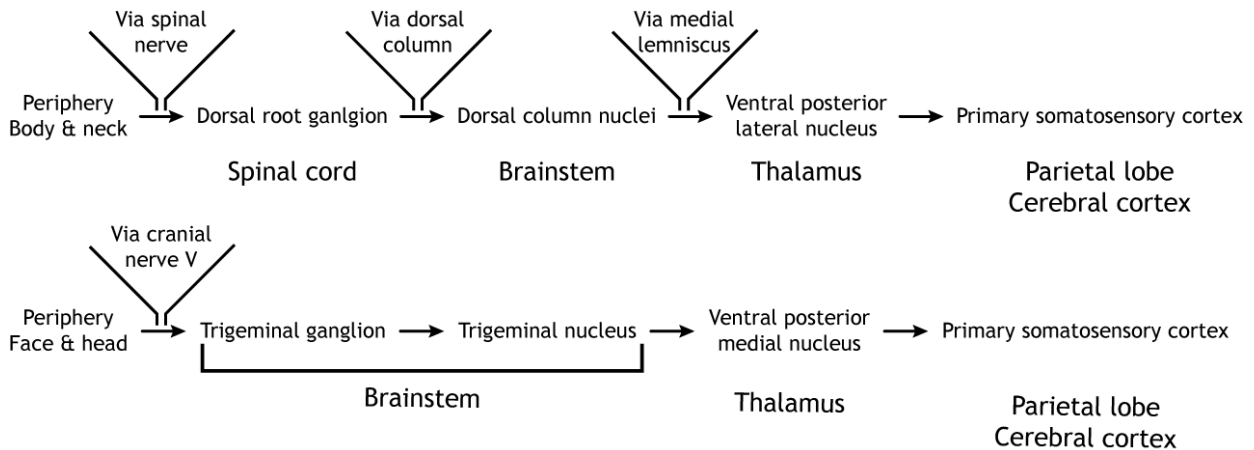 Via spinal
nerve
Via dorsal
column
Via medial
lemniscus
Periphery
Body & neck
Dorsal root ganlgion
Dorsal column nuclei
Ventral posterior
lateral nucleus
Primary somatosensory cortex
Spinal cord
Brainstem
Thalamus
Parietal lobe
Cerebral cortex
Via cranial
nerve V
Periphery
Face & head
Trigeminal ganglion
Trigeminal nucleus
Ventral posterior
medial nucleus
Primary somatosensory cortex
Brainstem
Thalamus
Parietal lobe
Cerebral cortex